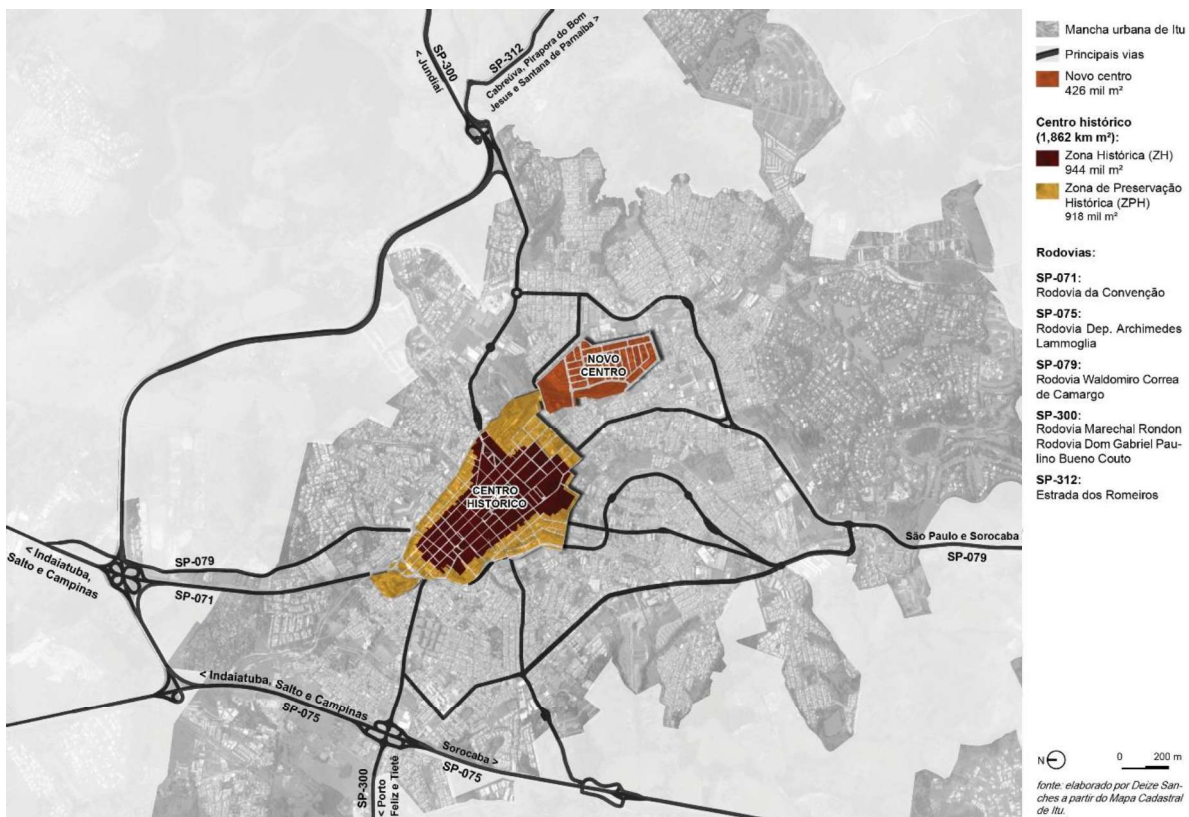 SP-300
< Jundiaí
SP-312
Cabreúva, Pirapora do Bom
Jesus e Santana de Parnaíba >
NOVO
CENTRO
CENTRO
HISTÓRICO
< Indaiatuba,
Salto e Campinas
SP-079
SP-071
São Paulo e Sorocaba >
SP-079
< Indaiatuba, Salto e Campinas
SP-075
Sorocaba >
SP-075
SP-300
< Porto
Feliz e Tietê
Mancha urbana de Itu
Principais vias
Novo centro
426 mil m²
Centro histórico
(1,862 km m²):
Zona Histórica (ZH)
944 mil m²
Zona de Preservação
Histórica (ZPH)
918 mil m²
Rodovias:
SP-071:
Rodovia da Convenção
SP-075:
Rodovia Dep. Archimedes
Lammoglia
SP-079:
Rodovia Waldomiro Correa
de Camargo
SP-300:
Rodovia Marechal Rondon
Rodovia Dom Gabriel Pau-
lino Bueno Couto
SP-312:
Estrada dos Romeiros
N
0 200 m
fonte: elaborado por Deize San-
ches a partir do Mapa Cadastral
de Itu.